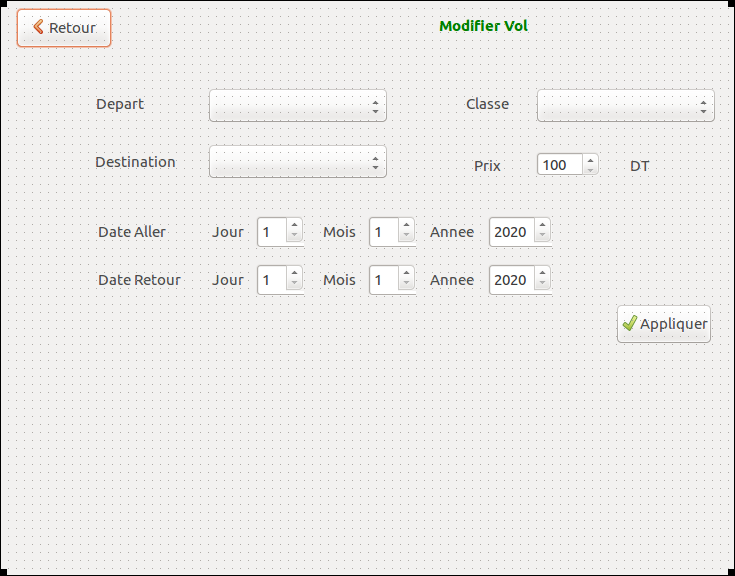 Retour
Modifier Vol
Depart
Classe
Destination
Prix 100 DT
Date Aller Jour 1 Mois 1 Annee 2020
Date Retour Jour 1 Mois 1 Annee 2020
Appliquer